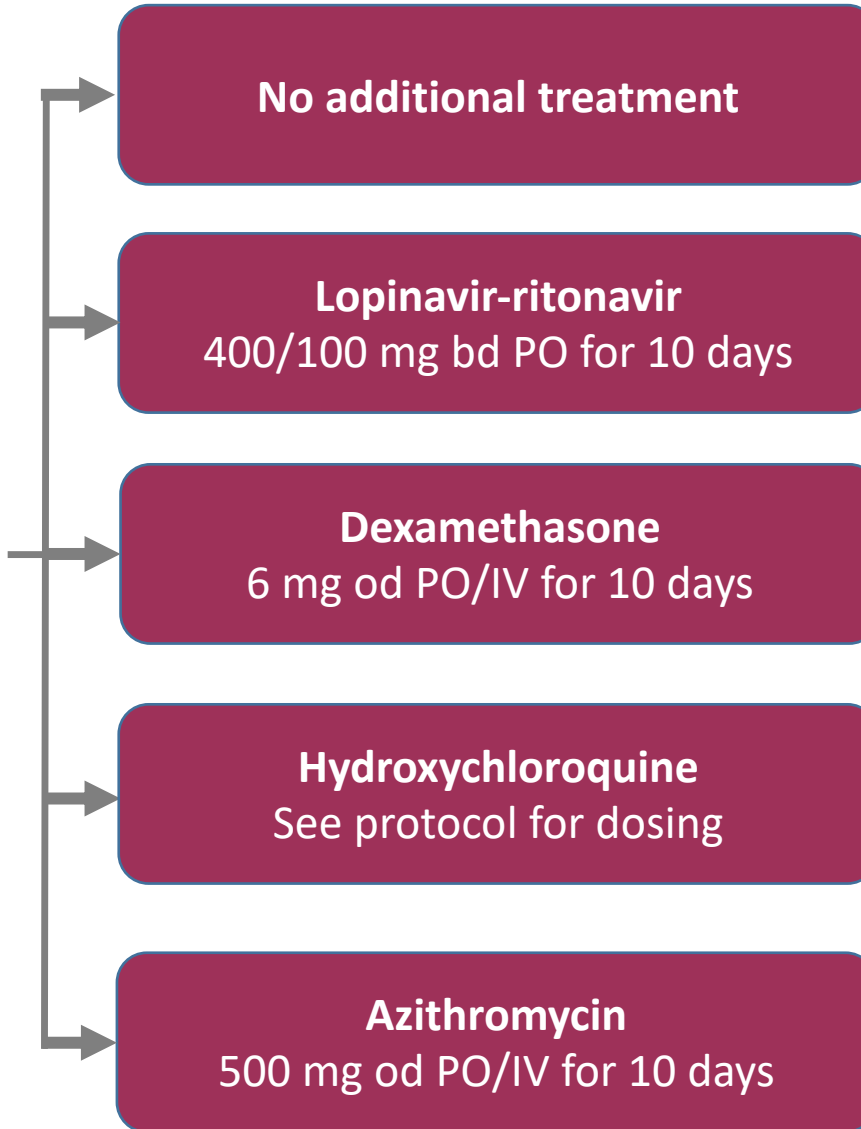 No additional treatment
Lopinavir-ritonavir
400/100 mg bd PO for 10 days
Dexamethasone
6 mg od PO/IV for 10 days
Hydroxychloroquine
See protocol for dosing
Azithromycin
500 mg od PO/IV for 10 days